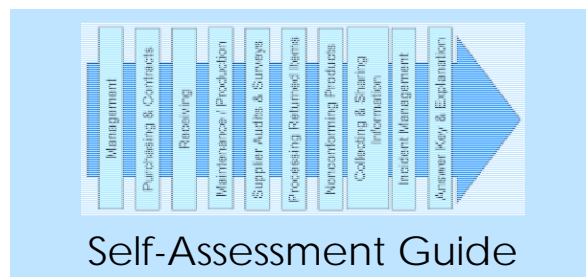 Management
Purchasing & Contracts
Receiving
Maintenance / Production
Supplier Audits & Surveys
Processing Returned Items
Nonconforming Products
Collecting & Sharing
Information
Incident Management
Answer Key & Explanation
Self-Assessment Guide